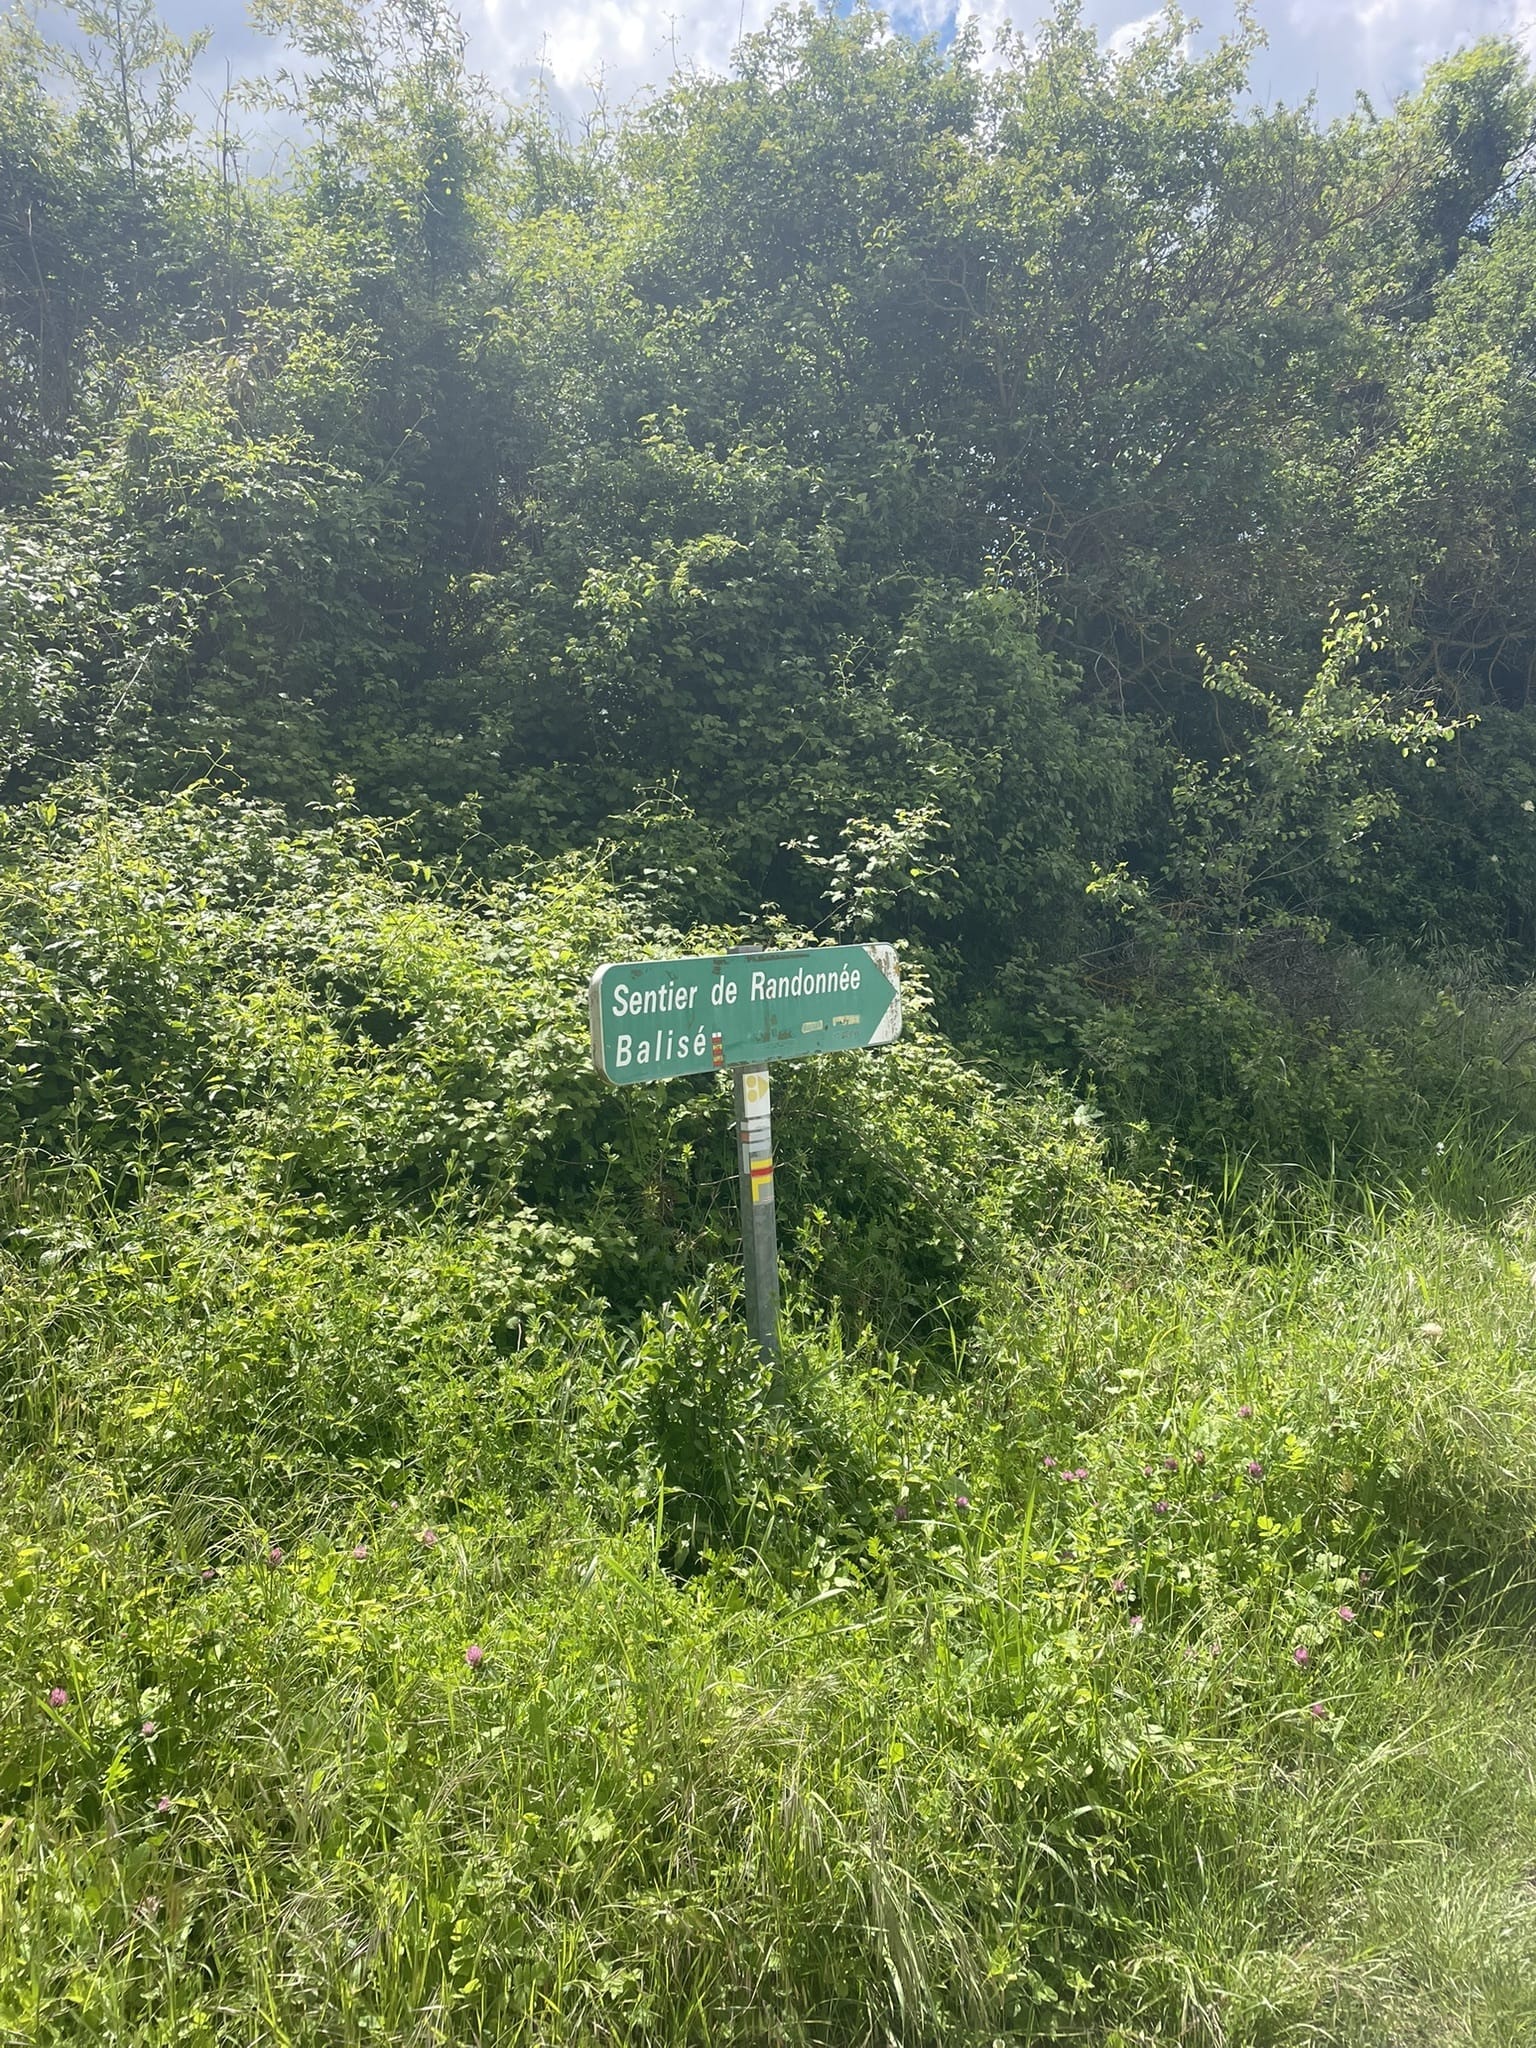 Sentier de Randonnée
Balisé